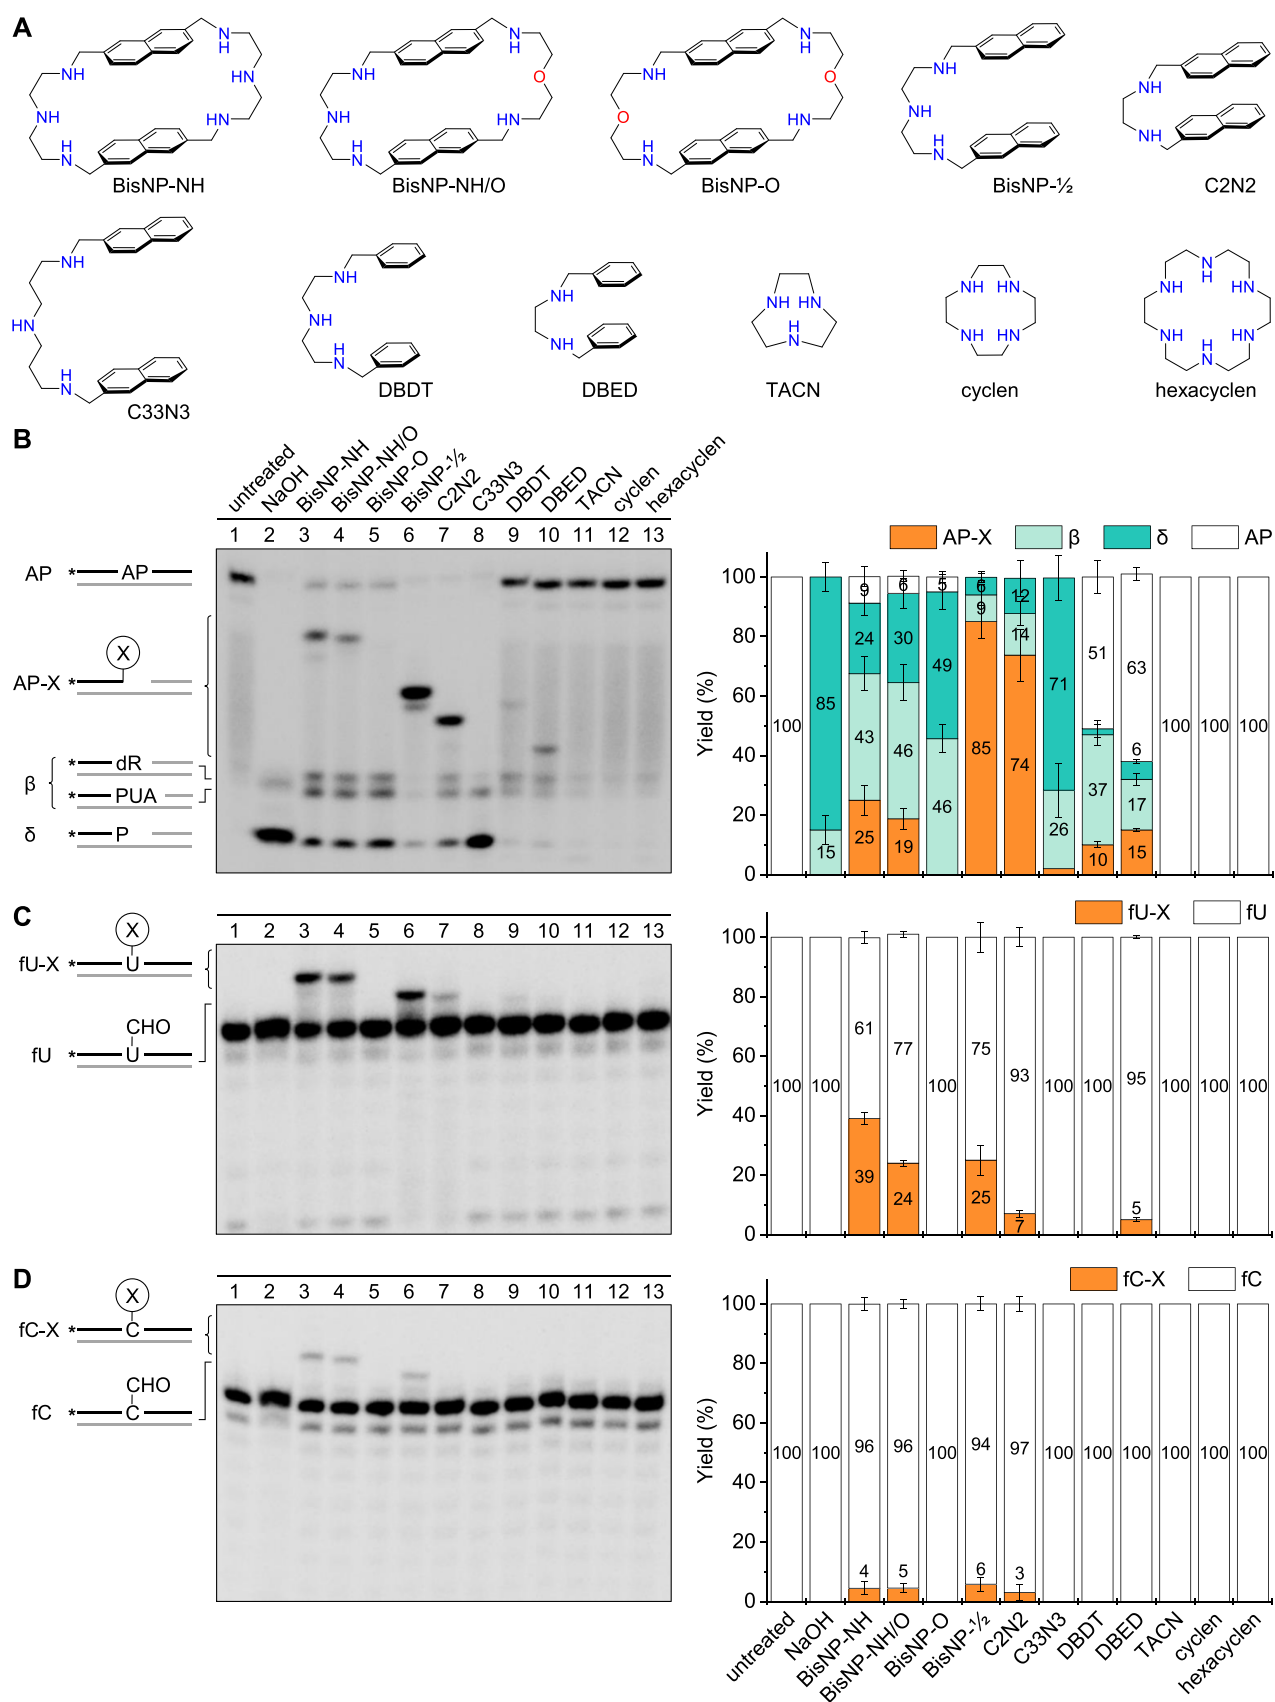 A
NH H N NH NH N H NH
BisNP-NH
NH H N O NH N H NH
BisNP-NH/O
NH H N O O N H NH
BisNP-O
NH NH N H
BisNP-½
NH NH
C2N2
NH HN H N
C33N3
NH NH H N
DBDT
NH NH
DBED
NH HN H N
TACN
NH HN NH HN
cyclen
N H NH HN NH HN H N
hexacyclen
B
untreated NaOH BisNP-NH BisNP-NH/O BisNP-O BisNP-½ C2N2 C33N3 DBDT DBED TACN cyclen hexacyclen
1 2 3 4 5 6 7 8 9 10 11 12 13
AP * AP
X
AP-X *
β * dR
* PUA
δ * P
AP-X β δ AP
Yield (%)
100
80
60
40
20
0
100
85 15
9 24 43 25
6 30 46 19
5 49 46
6 9 85
12 14 74
71 26
51 37 10
63 6 17 15
100 100 100
C
1 2 3 4 5 6 7 8 9 10 11 12 13
X
fU-X * U
CHO
fU * U
fU-X fU
Yield (%)
100
80
60
40
20
0
100 100
61 39
77 24
100
75 25
93 7
100 100
95 5
100 100 100
D
1 2 3 4 5 6 7 8 9 10 11 12 13
X
fC-X * C
CHO
fC * C
fC-X fC
Yield (%)
100
80
60
40
20
0
100 100
96 4
96 5
100
94 6
97 3
100 100 100 100 100 100
untreated NaOH BisNP-NH BisNP-NH/O BisNP-O BisNP-½ C2N2 C33N3 DBDT DBED TACN cyclen hexacyclen